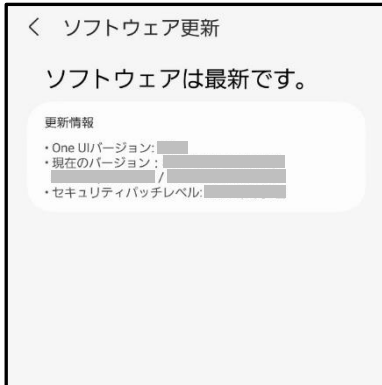 ソフトウェア更新
ソフトウェアは最新です。
更新情報
・One UIバージョン:
・現在のバージョン：
/
・セキュリティパッチレベル: